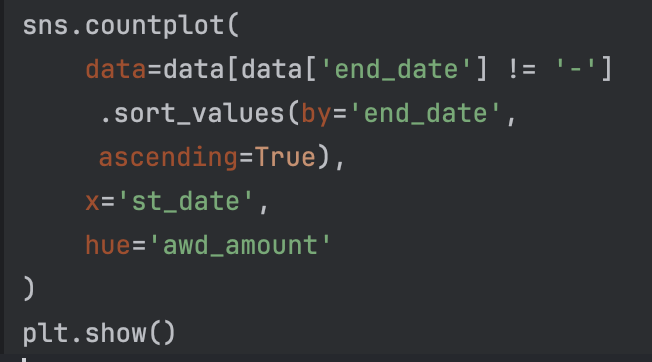 sns.countplot(
    data=data[data['end_date'] != '-']
     .sort_values(by='end_date',
     ascending=True),
    x='st_date',
    hue='awd_amount'
)
plt.show()